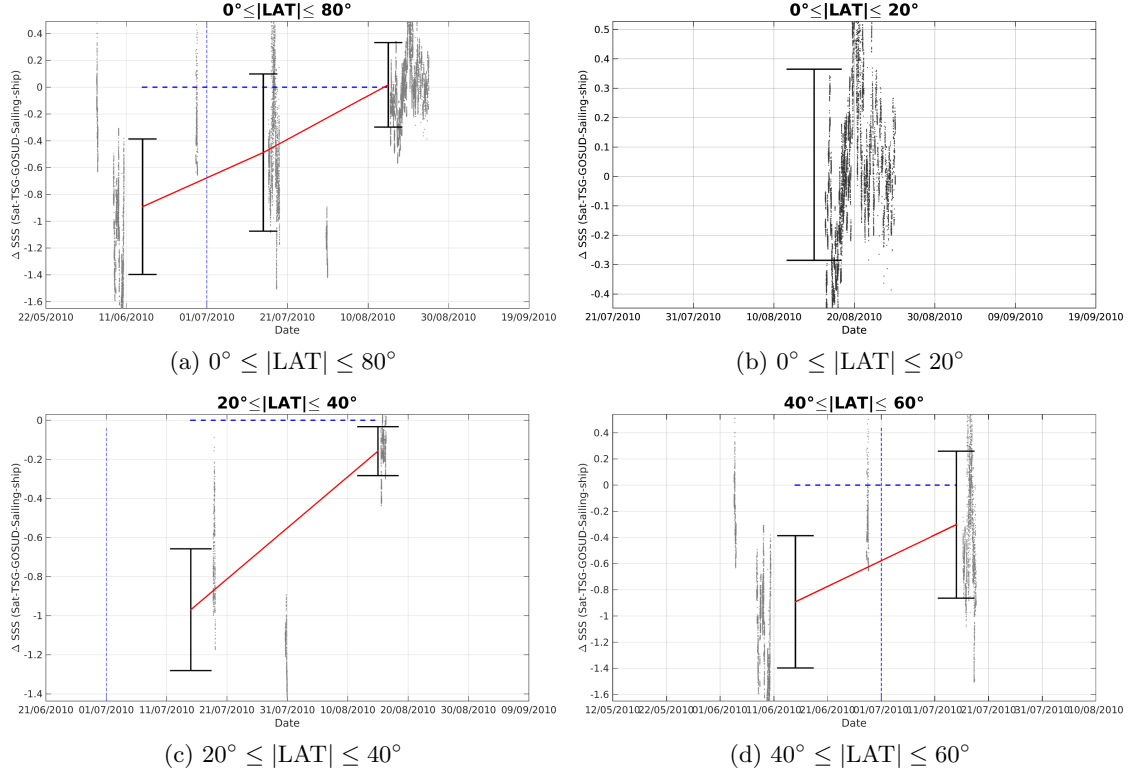 0°≤|LAT|≤ 80°
0.4
0.2
0
-0.2
-0.4
-0.6
-0.8
-1
-1.2
-1.4
-1.6
Δ SSS (Sat-TSG-GOSUD-Sailing-ship)
22/05/2010 11/06/2010 01/07/2010 21/07/2010 10/08/2010 30/08/2010 19/09/2010
Date
(a) 0° ≤ |LAT| ≤ 80°
0°≤|LAT|≤ 20°
0.5
0.4
0.3
0.2
0.1
0
-0.1
-0.2
-0.3
-0.4
Δ SSS (Sat-TSG-GOSUD-Sailing-ship)
21/07/2010 31/07/2010 10/08/2010 20/08/2010 30/08/2010 09/09/2010 19/09/2010
Date
(b) 0° ≤ |LAT| ≤ 20°
20°≤|LAT|≤ 40°
0
-0.2
-0.4
-0.6
-0.8
-1
-1.2
-1.4
Δ SSS (Sat-TSG-GOSUD-Sailing-ship)
21/06/2010 01/07/2010 11/07/2010 21/07/2010 31/07/2010 10/08/2010 20/08/2010 30/08/2010 09/09/2010
Date
(c) 20° ≤ |LAT| ≤ 40°
40°≤|LAT|≤ 60°
0.4
0.2
0
-0.2
-0.4
-0.6
-0.8
-1
-1.2
-1.4
-1.6
Δ SSS (Sat-TSG-GOSUD-Sailing-ship)
12/05/2010 22/05/2010 01/06/2010 11/06/2010 21/06/2010 01/07/2010 11/07/2010 21/07/2010 31/07/2010 10/08/2010
Date
(d) 40° ≤ |LAT| ≤ 60°